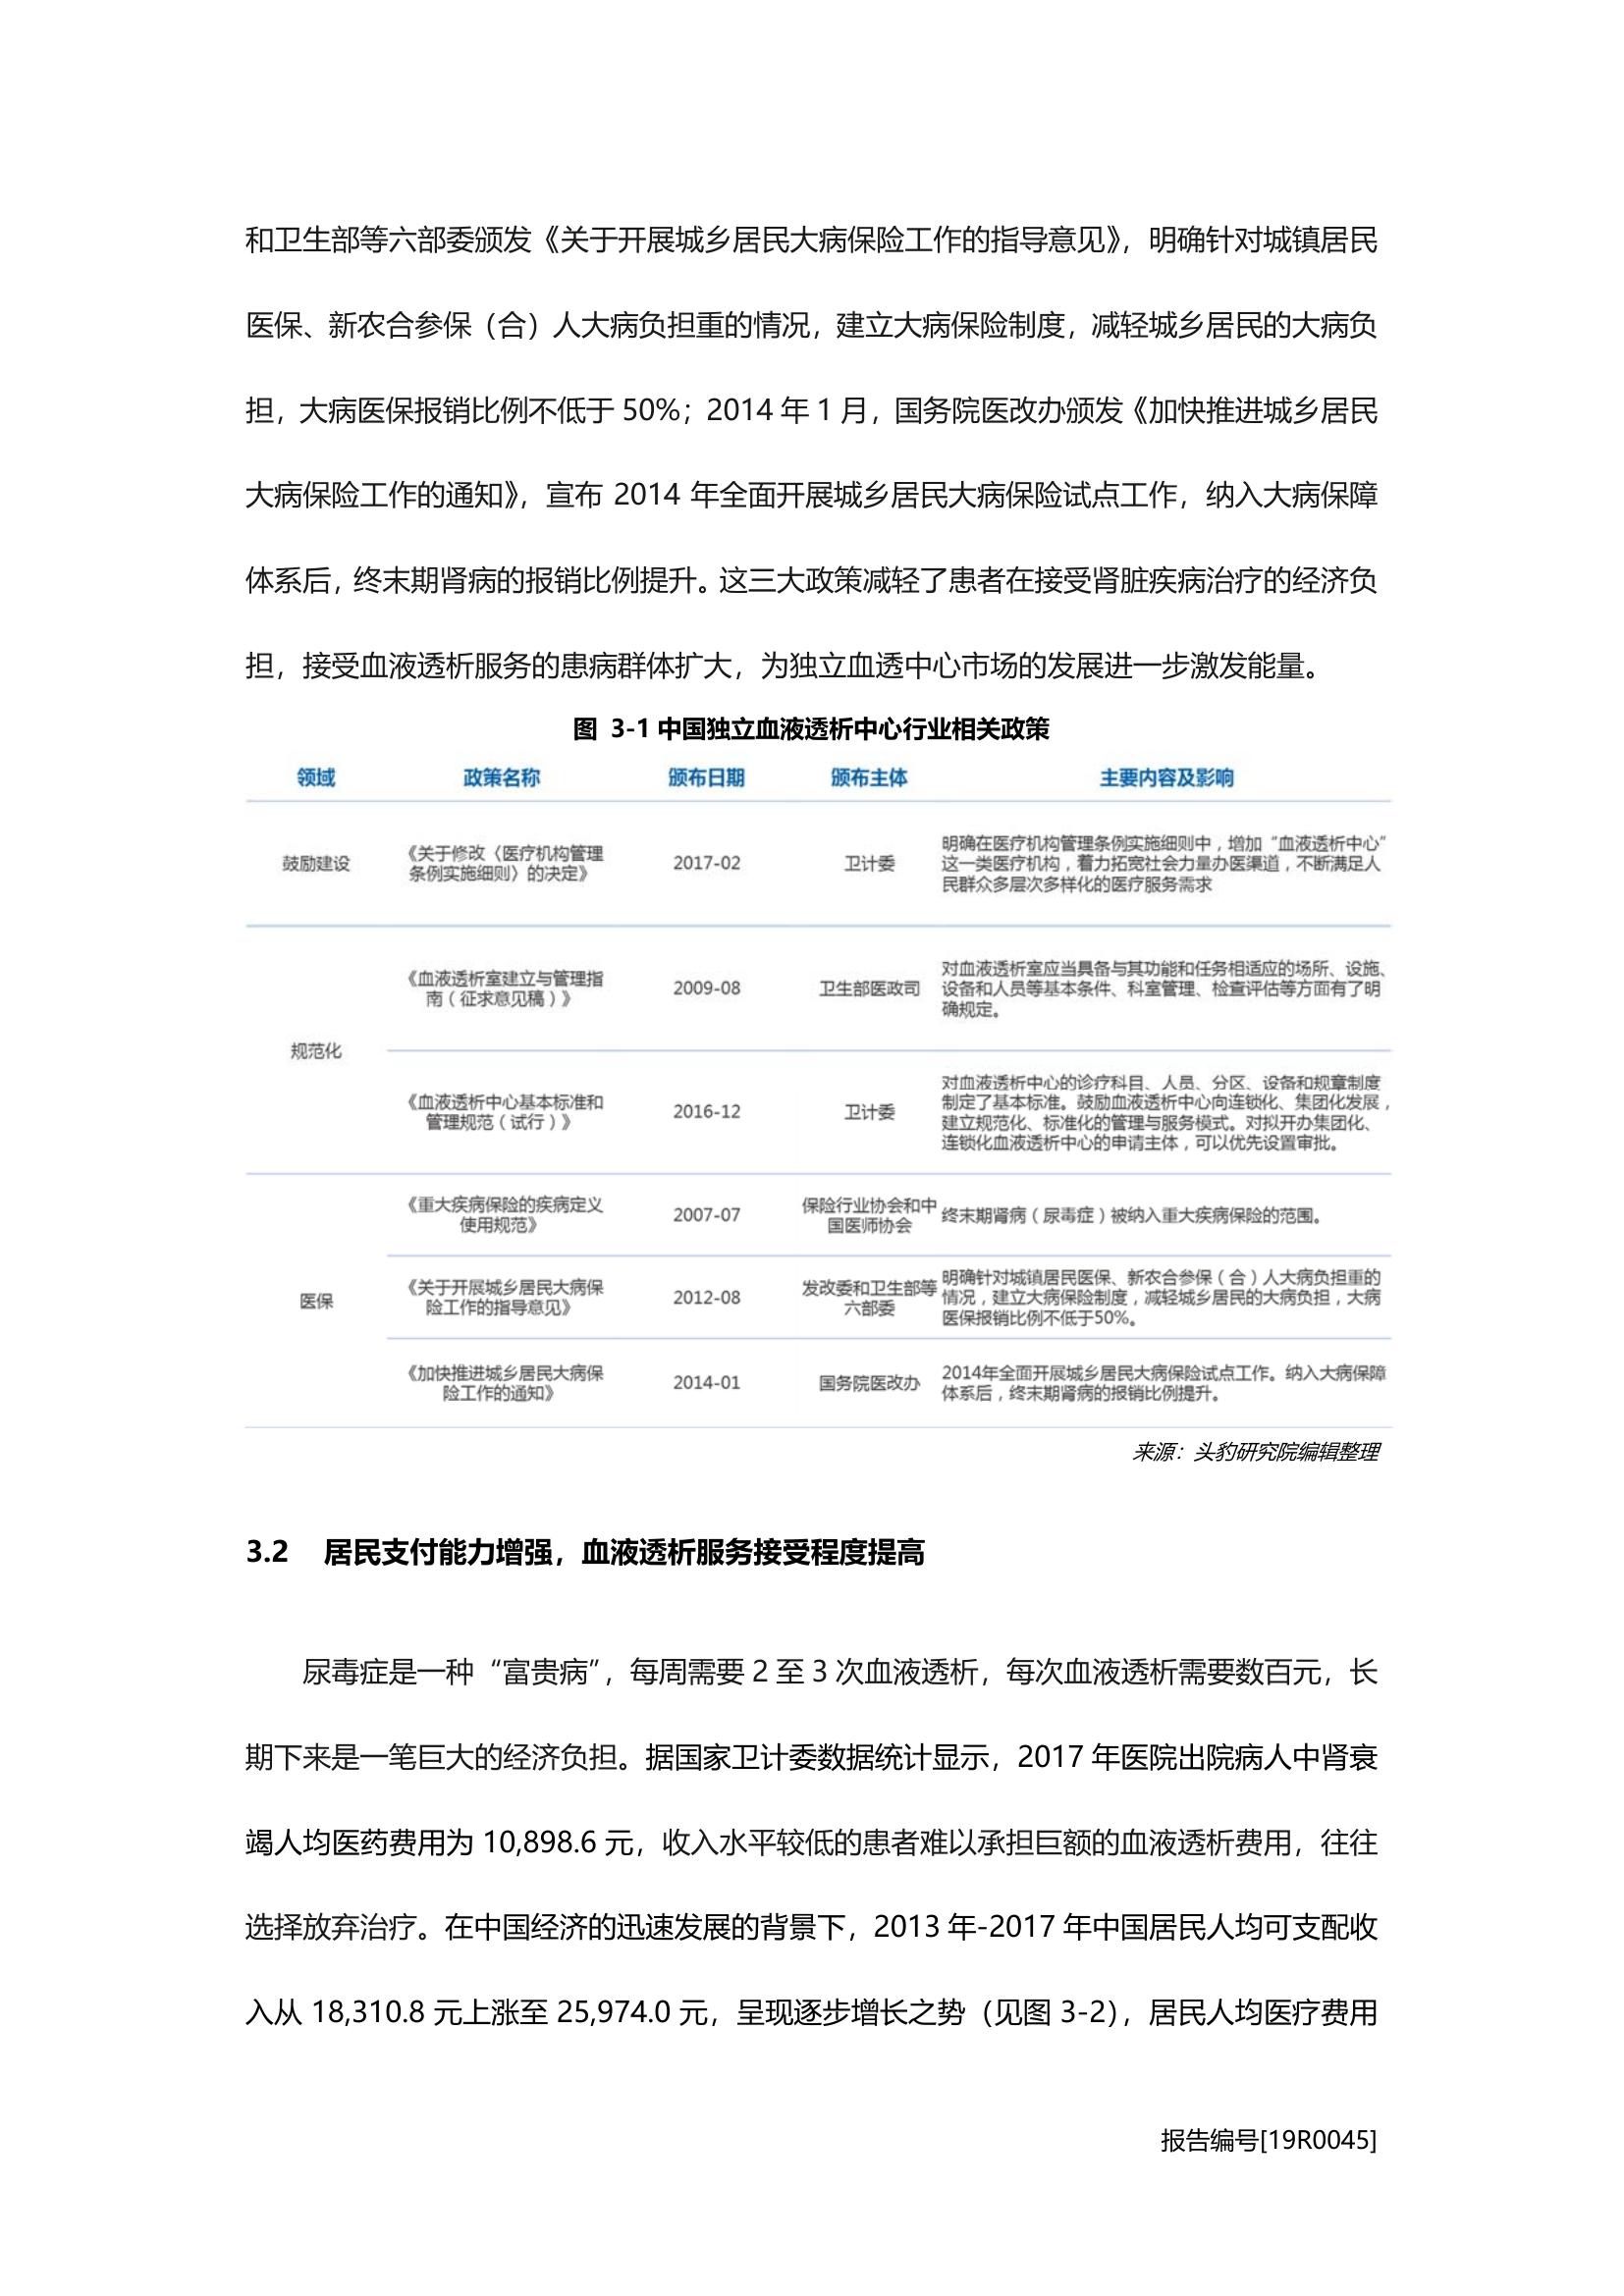 和卫生部等六部委颁发《关于开展城乡居民大病保险工作的指导意见》，明确针对城镇居民
医保、新农合参保（合）人大病负担重的情况，建立大病保险制度，减轻城乡居民的大病负
担，大病医保报销比例不低于 50%；2014 年 1 月，国务院医改办颁发《加快推进城乡居民
大病保险工作的通知》，宣布 2014 年全面开展城乡居民大病保险试点工作，纳入大病保障
体系后，终末期肾病的报销比例提升。这三大政策减轻了患者在接受肾脏疾病治疗的经济负
担，接受血液透析服务的患病群体扩大，为独立血透中心市场的发展进一步激发能量。
图 3-1 中国独立血液透析中心行业相关政策
领域 政策名称 颁布日期 颁布主体 主要内容及影响
鼓励建设
《关于修改〈医疗机构管理
条例实施细则〉的决定》
2017-02
卫计委
明确在医疗机构管理条例实施细则中，增加“血液透析中心”
这一类医疗机构，着力拓宽社会力量办医渠道，不断满足人
民群众多层次多样化的医疗服务需求
规范化
《血液透析室建立与管理指
南（征求意见稿）》
2009-08
卫生部医政司
对血液透析室应当具备与其功能和任务相适应的场所、设施、
设备和人员等基本条件、科室管理、检查评估等方面有了明
确规定。
《血液透析中心基本标准和
管理规范（试行）》
2016-12
卫计委
对血液透析中心的诊疗科目、人员、分区、设备和规章制度
制定了基本标准。鼓励血液透析中心向连锁化、集团化发展，
建立规范化、标准化的管理与服务模式。对拟开办集团化、
连锁化血液透析中心的申请主体，可以优先设置审批。
医保
《重大疾病保险的疾病定义
使用规范》
2007-07
保险行业协会和中
国医师协会
终末期肾病（尿毒症）被纳入重大疾病保险的范围。
《关于开展城乡居民大病保
险工作的指导意见》
2012-08
发改委和卫生部等
六部委
明确针对城镇居民医保、新农合参保（合）人大病负担重的
情况，建立大病保险制度，减轻城乡居民的大病负担，大病
医保报销比例不低于50%。
《加快推进城乡居民大病保
险工作的通知》
2014-01
国务院医改办
2014年全面开展城乡居民大病保险试点工作。纳入大病保障
体系后，终末期肾病的报销比例提升。
来源：头豹研究院编辑整理
3.2 居民支付能力增强，血液透析服务接受程度提高
尿毒症是一种“富贵病”，每周需要 2 至 3 次血液透析，每次血液透析需要数百元，长
期下来是一笔巨大的经济负担。据国家卫计委数据统计显示，2017 年医院出院病人中肾衰
竭人均医药费用为 10,898.6 元，收入水平较低的患者难以承担巨额的血液透析费用，往往
选择放弃治疗。在中国经济的迅速发展的背景下，2013 年-2017 年中国居民人均可支配收
入从 18,310.8 元上涨至 25,974.0 元，呈现逐步增长之势（见图 3-2），居民人均医疗费用
报告编号[19R0045]